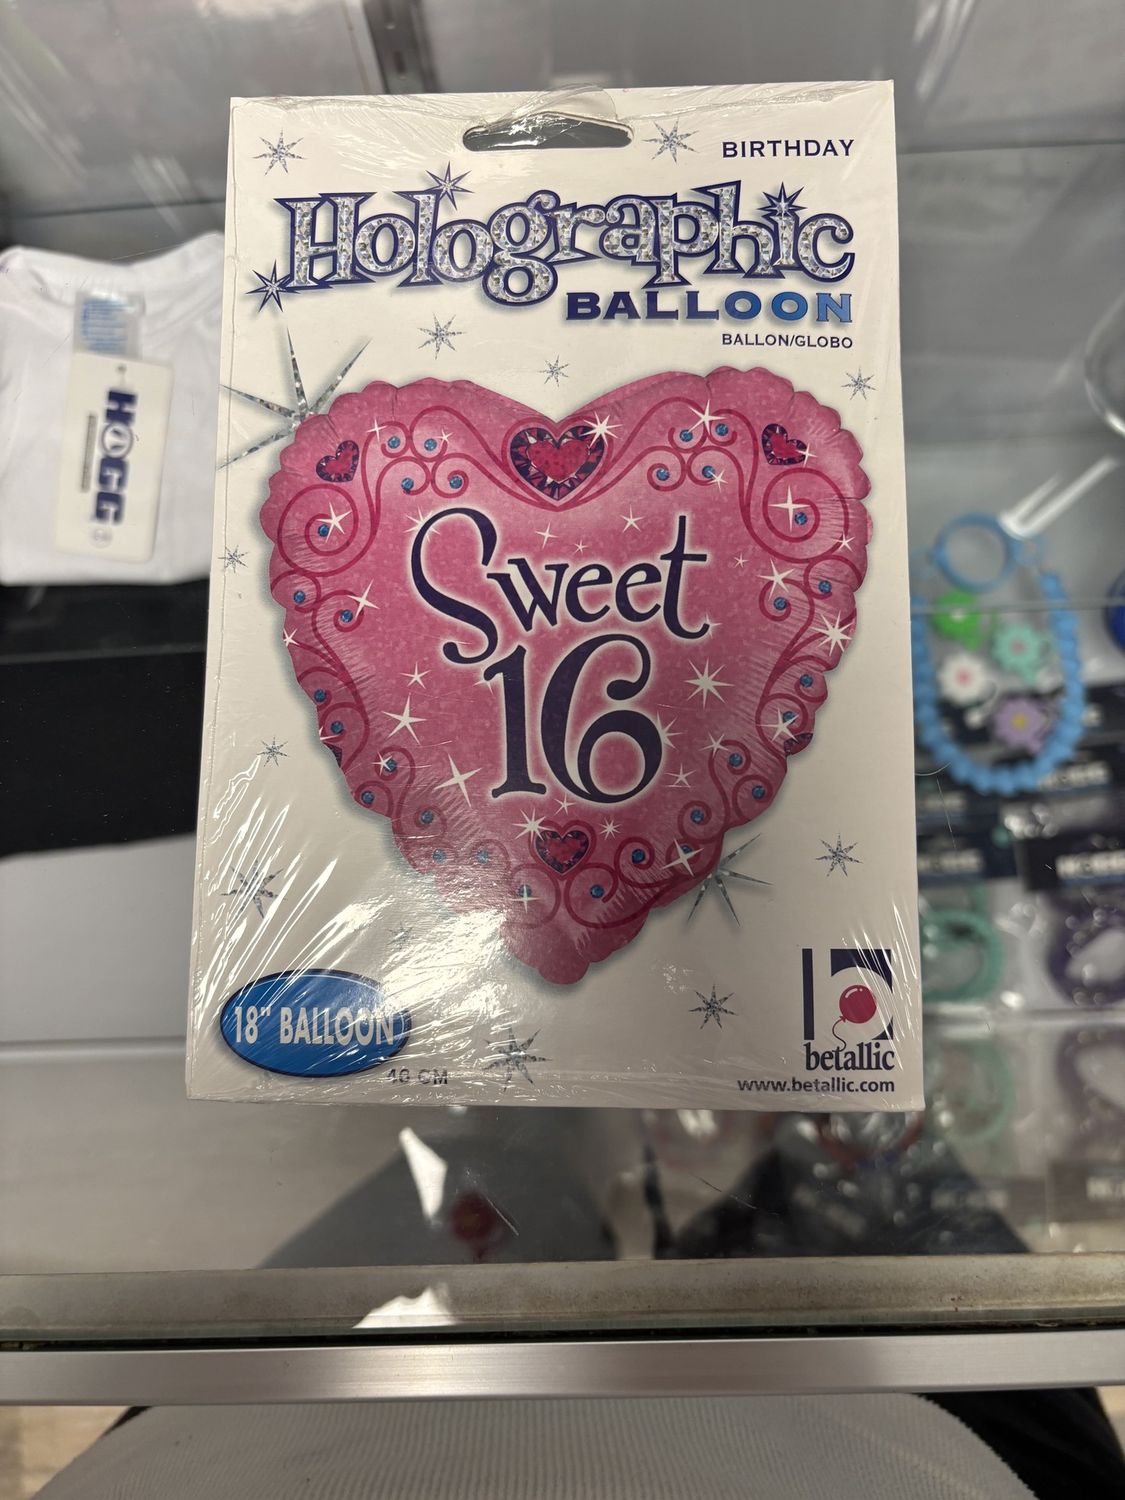 BIRTHDAY
Holographic
BALLOON
BALLON/GLOBO
Sweet
16
18" BALLOON
betallic
www.betallic.com
HOGG